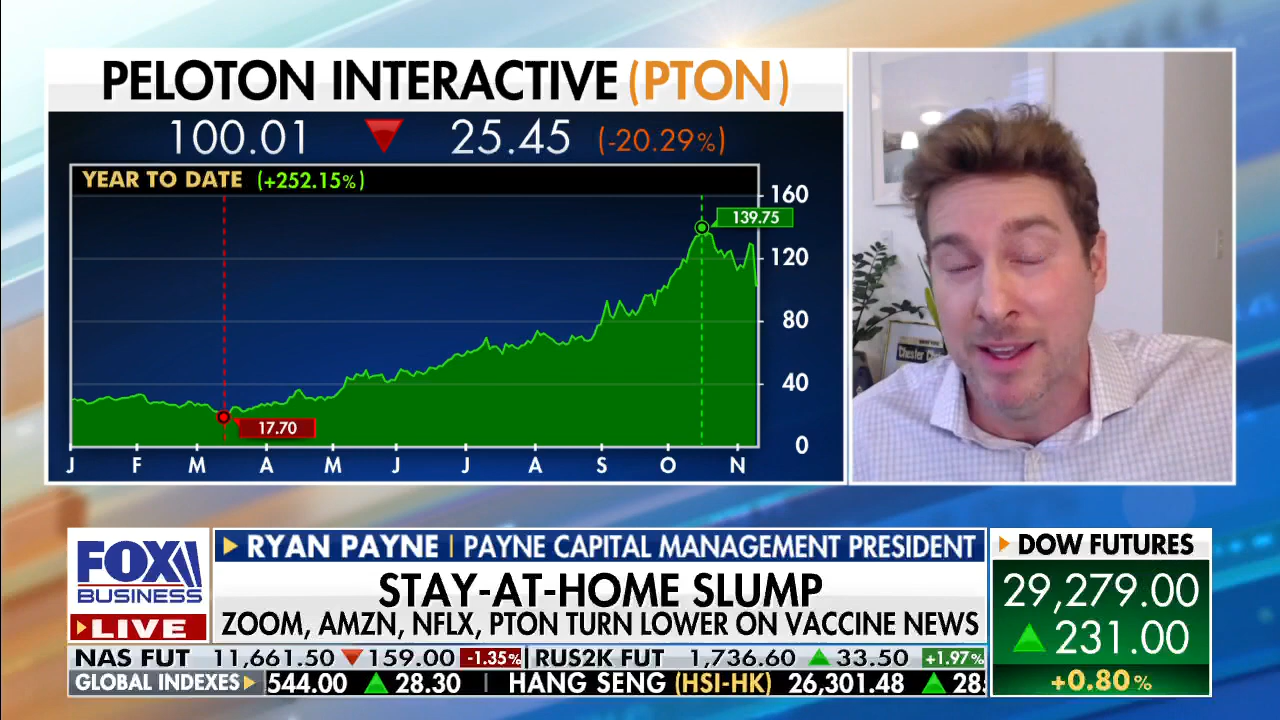 PELOTON INTERACTIVE (PTON)
100.01 ▼ 25.45 (-20.29%)
YEAR TO DATE (+252.15%)
160
139.75
120
80
40
17.70
0
J F M A M J J A S O N
Chester
FOX
BUSINESS
LIVE
RYAN PAYNE | PAYNE CAPITAL MANAGEMENT PRESIDENT
STAY-AT-HOME SLUMP
ZOOM, AMZN, NFLX, PTON TURN LOWER ON VACCINE NEWS
DOW FUTURES
29,279.00
▲ 231.00
+0.80%
NAS FUT 11,661.50 ▼ 159.00 -1.35% RUS2K FUT 1,736.60 ▲ 33.50 +1.97%
GLOBAL INDEXES 544.00 ▲ 28.30 | HANG SENG (HSI-HK) 26,301.48 ▲ 28